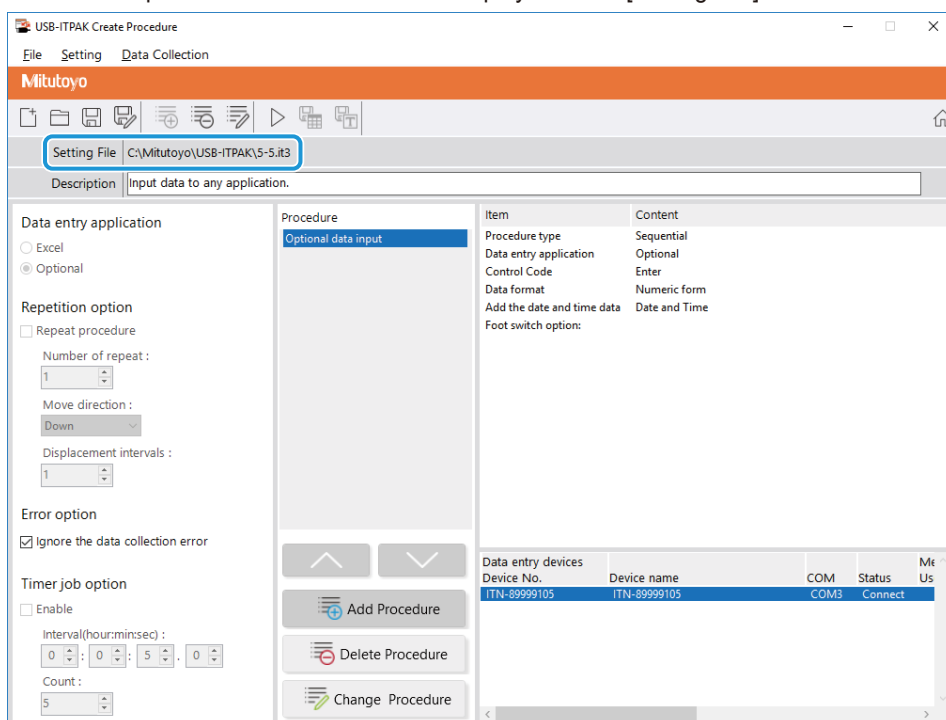 USB-ITPAK Create Procedure
File Setting Data Collection
Mitutoyo
Setting File C:\Mitutoyo\USB-ITPAK\5-5.it3
Description Input data to any application.
Data entry application
Excel
Optional
Repetition option
Repeat procedure
Number of repeat :
1
Move direction :
Down
Displacement intervals :
1
Error option
Ignore the data collection error
Timer job option
Enable
Interval(hour:min:sec) :
0 : 0 : 5 . 0
Count :
5
Procedure
Optional data input
Add Procedure
Delete Procedure
Change Procedure
Item Content
Procedure type Sequential
Data entry application Optional
Control Code Enter
Data format Numeric form
Add the date and time data Date and Time
Foot switch option:
Data entry devices
Device No. Device name COM Status
ITN-89999105 ITN-89999105 COM3 Connect